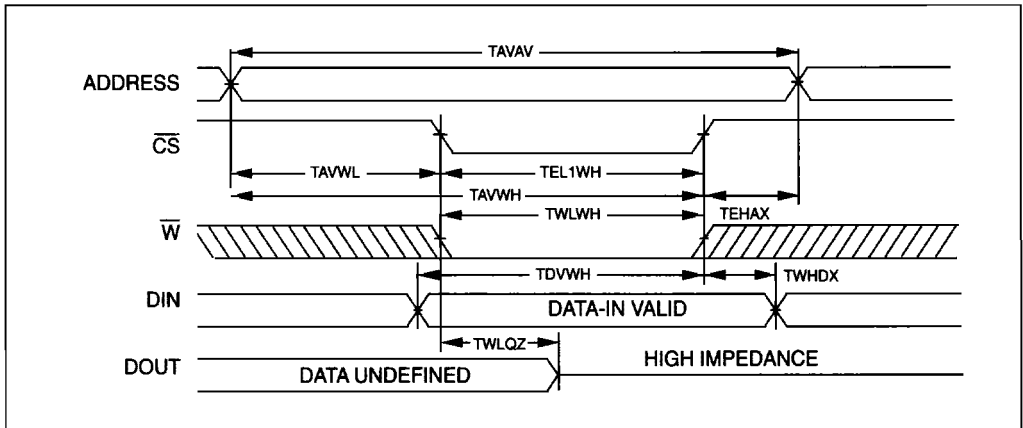 TAVAV
ADDRESS
C̅S̅
TAVWL
TEL1WH
TAVWH
TWLWH
TEHAX
W̅
TDVWH
TWHDX
DIN
DATA-IN VALID
TWLQZ
DOUT
DATA UNDEFINED
HIGH IMPEDANCE